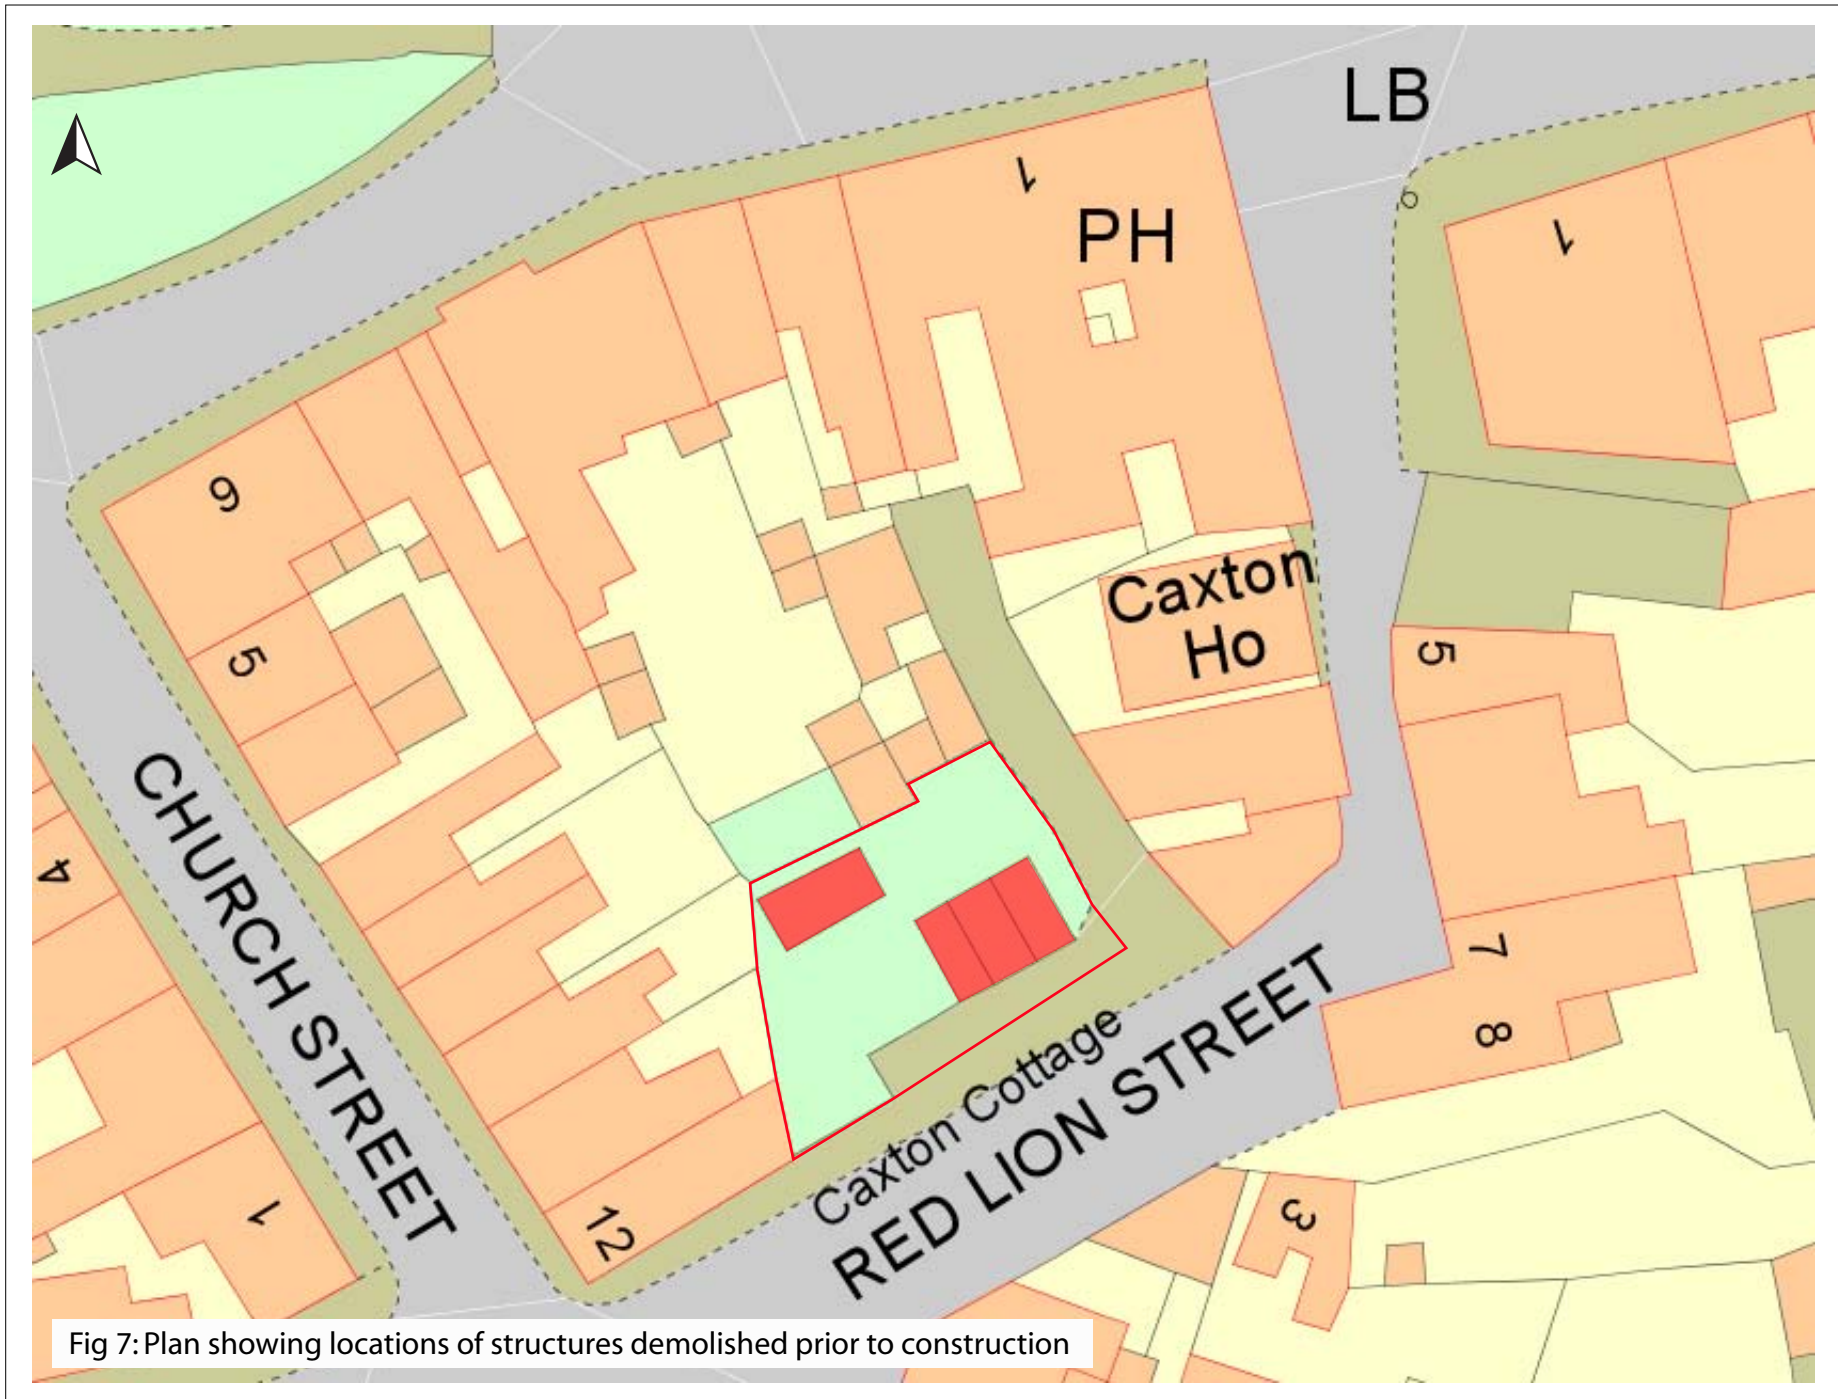 LB
1
PH
1
9
Caxton
Ho
5
5
CHURCH STREET
4
7
8
Caxton Cottage
RED LION STREET
1
12
3
Fig 7: Plan showing locations of structures demolished prior to construction